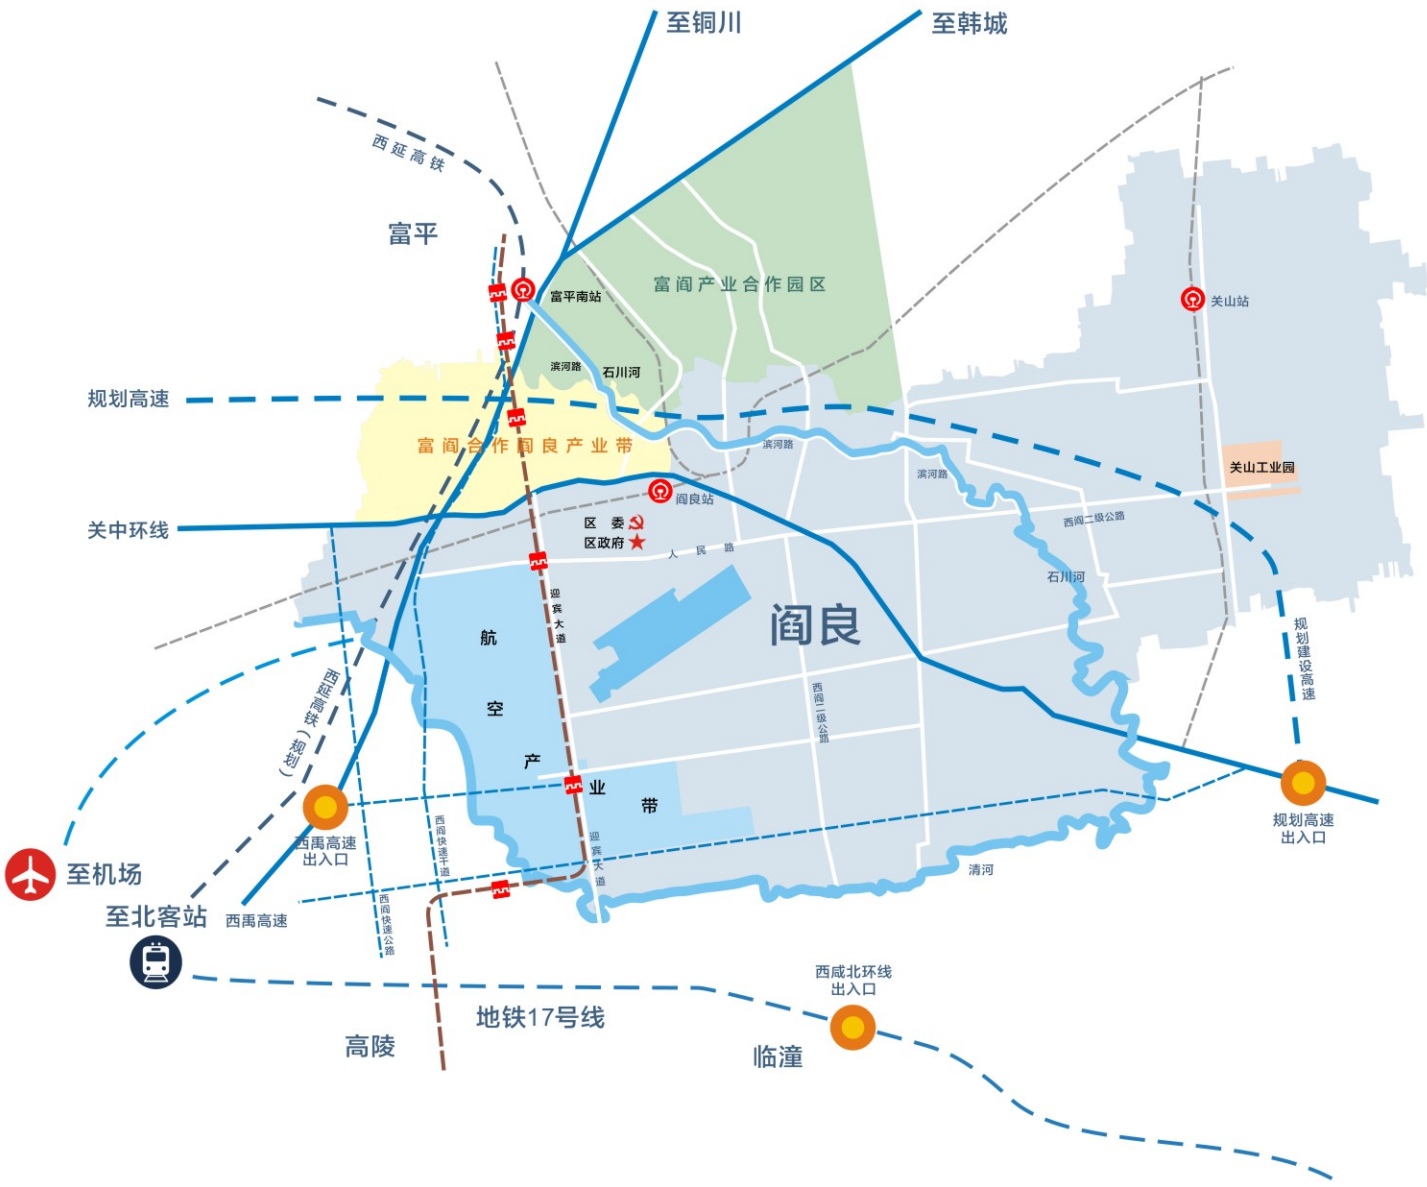 至铜川
至韩城
西延高铁
富平
富阎产业合作园区
富平南站
关山站
滨河路
石川河
规划高速
富阎合作阎良产业带
滨河路
滨河路
关山工业园
阎良站
关中环线
区 委
区政府
西阎二级公路
人民路
石川河
迎宾大道
阎良
航空产业带
规划建设高速
西延高铁(规划)
西阎二级公路
西禹高速
出入口
西阎快速干道
迎宾大道
规划高速
出入口
清河
至机场
至北客站
西禹高速
西阎快速公路
西咸北环线
出入口
地铁17号线
高陵
临潼